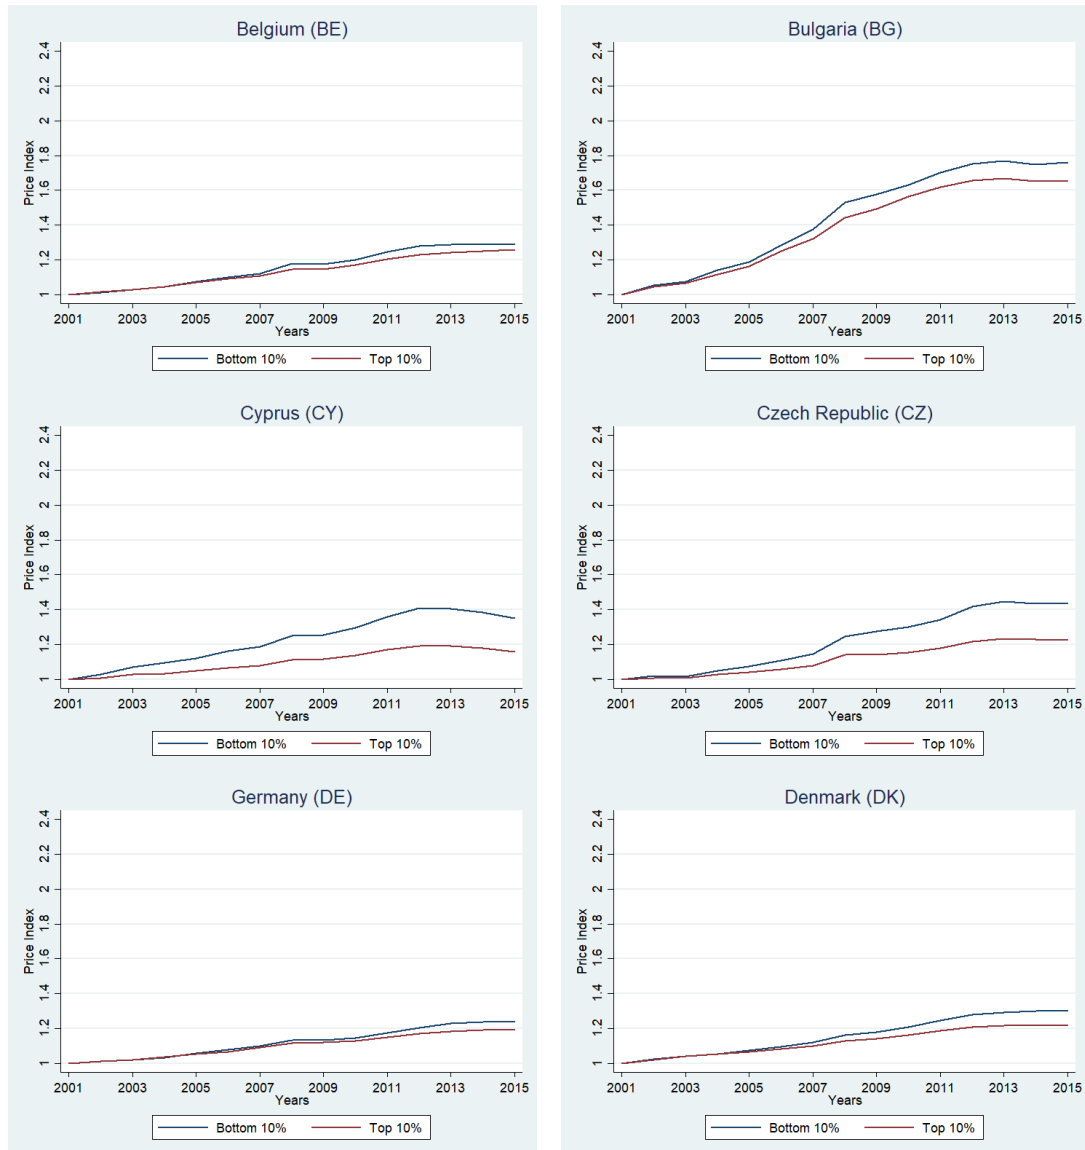 Belgium (BE)
Price Index
2.4
2.2
2
1.8
1.6
1.4
1.2
1
2001 2003 2005 2007 2009 2011 2013 2015
Years
Bottom 10% Top 10%
Bulgaria (BG)
Price Index
2.4
2.2
2
1.8
1.6
1.4
1.2
1
2001 2003 2005 2007 2009 2011 2013 2015
Years
Bottom 10% Top 10%
Cyprus (CY)
Price Index
2.4
2.2
2
1.8
1.6
1.4
1.2
1
2001 2003 2005 2007 2009 2011 2013 2015
Years
Bottom 10% Top 10%
Czech Republic (CZ)
Price Index
2.4
2.2
2
1.8
1.6
1.4
1.2
1
2001 2003 2005 2007 2009 2011 2013 2015
Years
Bottom 10% Top 10%
Germany (DE)
Price Index
2.4
2.2
2
1.8
1.6
1.4
1.2
1
2001 2003 2005 2007 2009 2011 2013 2015
Years
Bottom 10% Top 10%
Denmark (DK)
Price Index
2.4
2.2
2
1.8
1.6
1.4
1.2
1
2001 2003 2005 2007 2009 2011 2013 2015
Years
Bottom 10% Top 10%